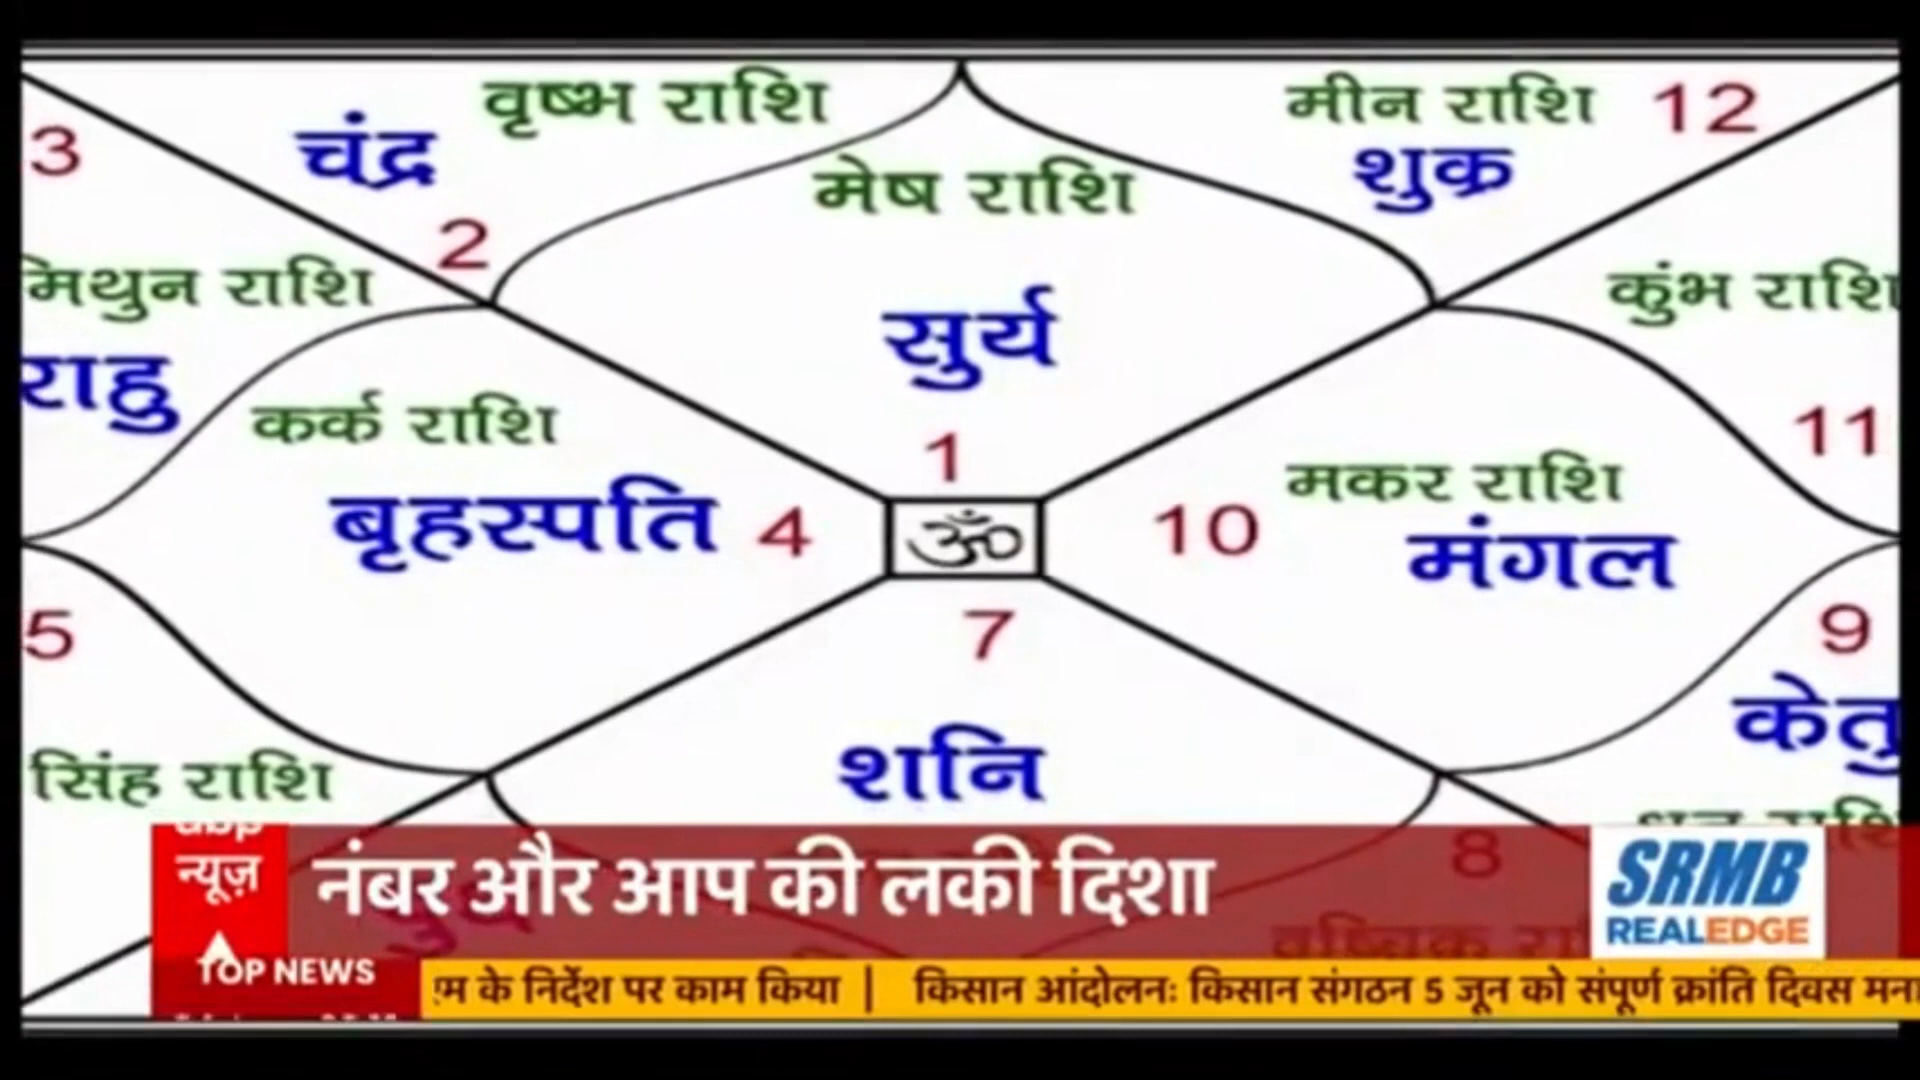 वृष्भ राशि
मीन राशि 12
3
चंद्र
शुक्र
मेष राशि
2
मिथुन राशि
कुंभ राशि
सुर्य
राहु
कर्क राशि
11
1
मकर राशि
बृहस्पति 4
ॐ
10
मंगल
5
7
9
केतु
शनि
सिंह राशि
8
abp
न्यूज़
नंबर और आप की लकी दिशा
SRMB
REALEDGE
TOP NEWS
के निर्देश पर काम किया | किसान आंदोलनः किसान संगठन 5 जून को संपूर्ण क्रांति दिवस